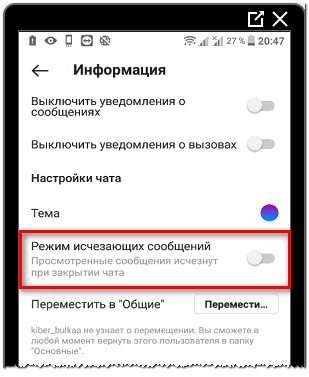 27 % 20:47
Информация
Выключить уведомления о
сообщениях
Выключить уведомления о вызовах
Настройки чата
Тема
Режим исчезающих сообщений
Просмотренные сообщения исчезнут
при закрытии чата
Переместить в "Общие" Перемести...
kiber_bulkaa не узнает о перемещении. Вы сможете в
любой момент вернуть этого пользователя в папку
"Основные".